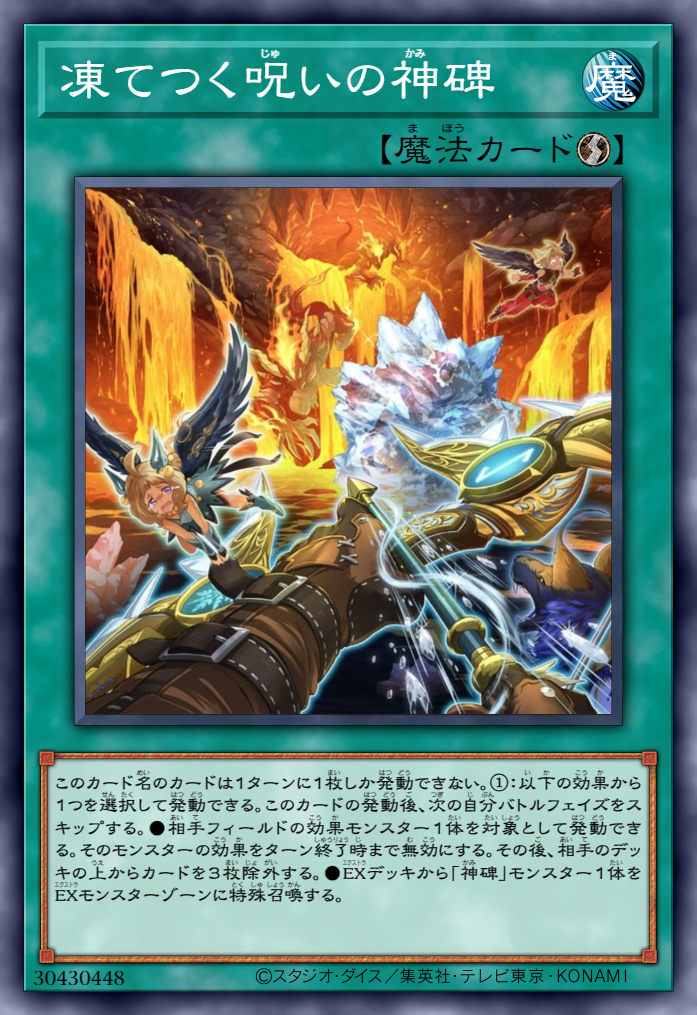 凍てつく呪いの神碑
魔
【魔法カード】
このカード名のカードは1ターンに1枚しか発動できない。①:以下の効果から
1つを選択して発動できる。このカードの発動後、次の自分バトルフェイズをス
キップする。●相手フィールドの効果モンスター1体を対象として発動でき
る。そのモンスターの効果をターン終了時まで無効にする。その後、相手のデッ
キの上からカードを3枚除外する。●EXデッキから「神碑」モンスター1体を
EXモンスターゾーンに特殊召喚する。
30430448
©スタジオ・ダイス／集英社・テレビ東京・KONAMI